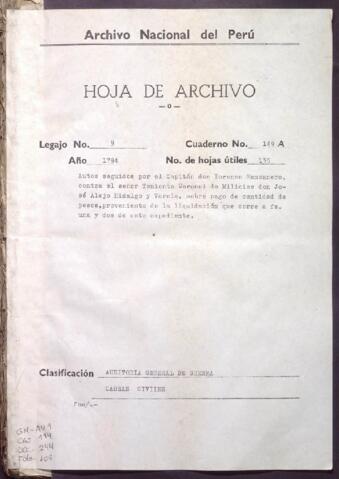 Archivo Nacional del Perú
HOJA DE ARCHIVO
—o—
Legajo No. 9 Cuaderno No. 149 A
Año 1794 No. de hojas útiles 135
Autos seguidos por el Capitán don Lorenzo Manzanero,
contra el señor Teniente Coronel de Milicias don Jo-
sé Alejo Hidalgo y Varela, sobre pago de cantidad de
pesos, proveniente de la liquidación que corre a fs.
una y dos de este expediente.
Clasificación AUDITORIA GENERAL DE GUERRA
CAUSAS CIVILES
GM-AU1